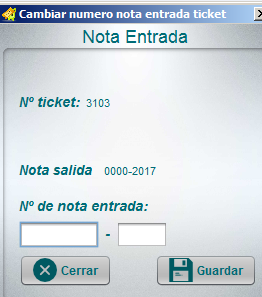 Cambiar numero nota entrada ticket
Nota Entrada
Nº ticket: 3103
Nota salida 0000-2017
Nº de nota entrada:
-
Cerrar Guardar